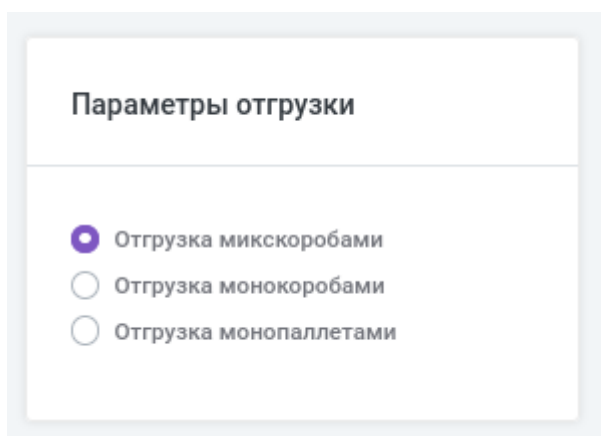 Параметры отгрузки
Отгрузка микскоробами
Отгрузка монокоробами
Отгрузка монопаллетами